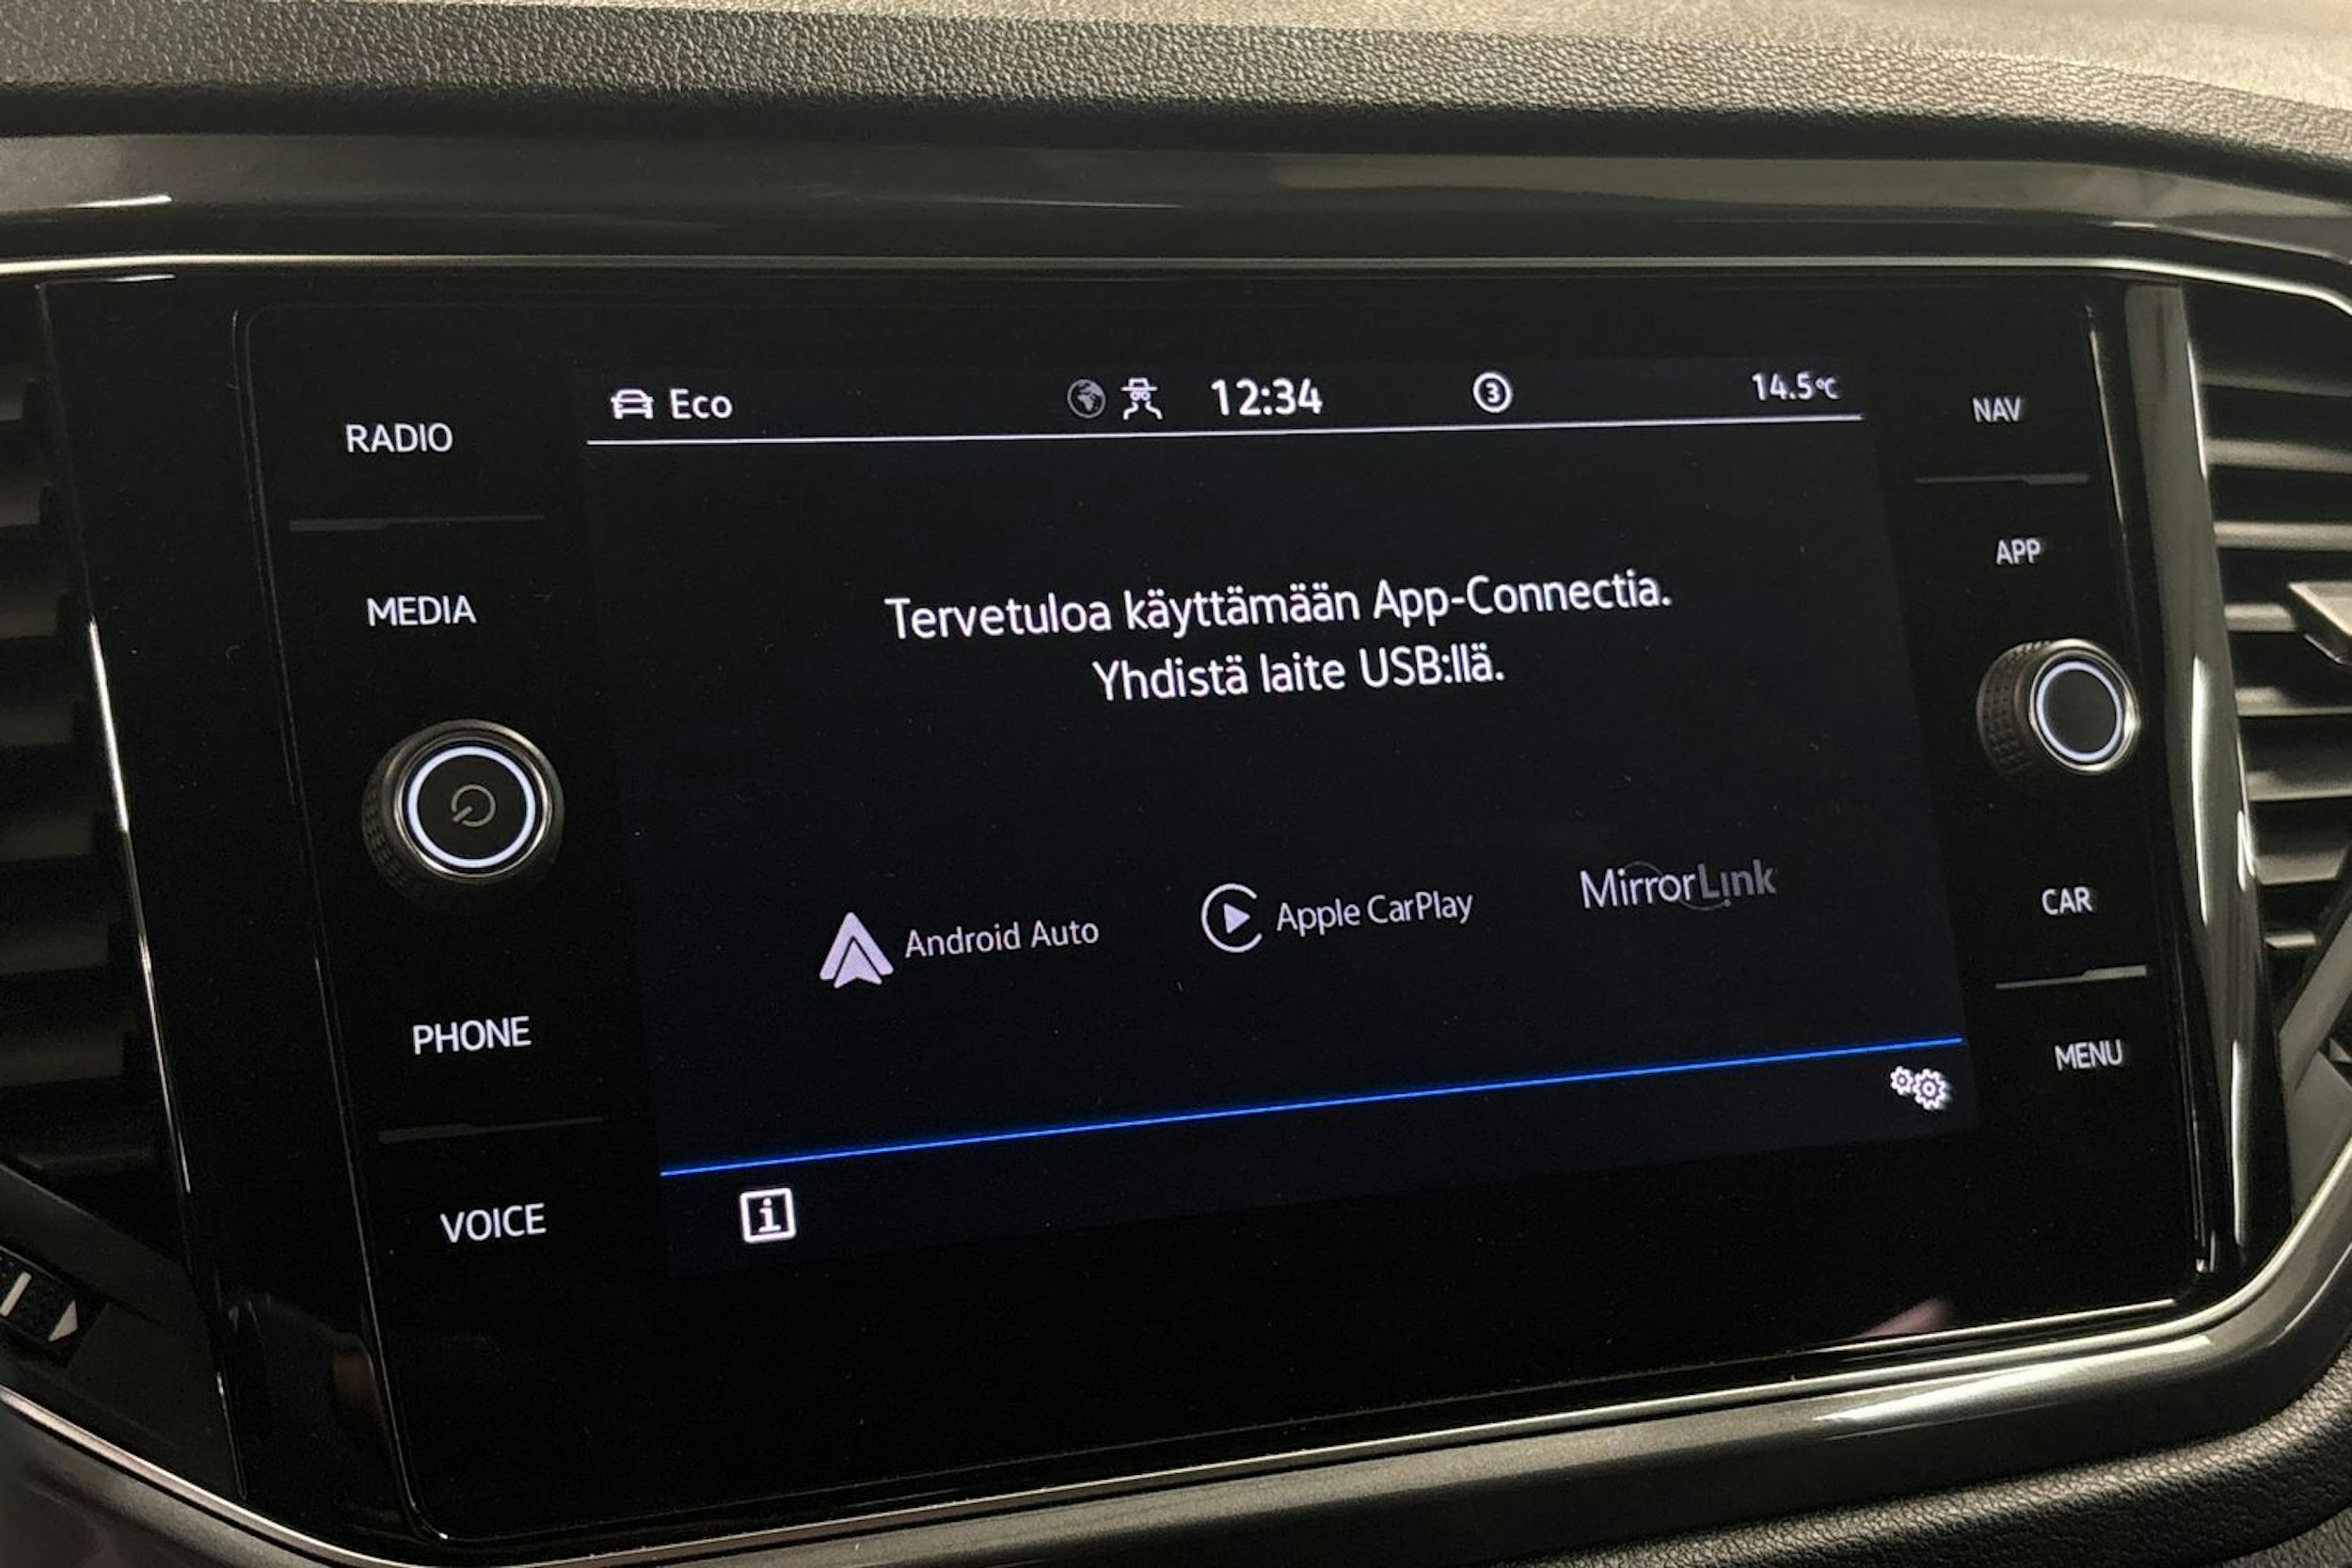 RADIO
MEDIA
PHONE
VOICE
Eco
12:34
3
14.5°C
Tervetuloa käyttämään App-Connectia.
Yhdistä laite USB:llä.
Android Auto
Apple CarPlay
MirrorLink
i
NAV
APP
CAR
MENU